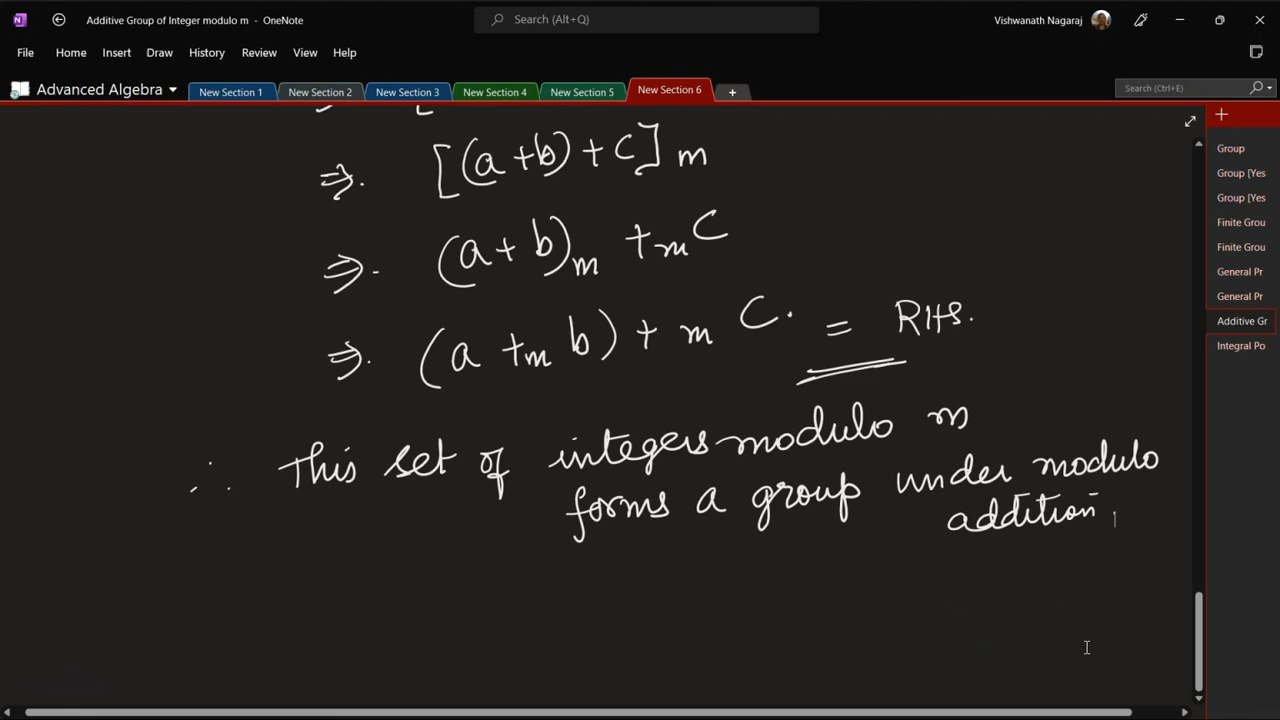 Additive Group of Integer modulo m - OneNote
Search (Alt+Q)
Vishwanath Nagaraj
File Home Insert Draw History Review View Help
Advanced Algebra
New Section 1
New Section 2
New Section 3
New Section 4
New Section 5
New Section 6
+
Search (Ctrl+E)
⇒. [(a+b)+c] m
⇒. (a+b)m +m c
⇒. (a +m b) + m c. = RHS.
∴ This set of integers modulo m
forms a group under modulo
addition
Group
Group [Yes
Group [Yes
Finite Grou
Finite Grou
General Pr
General Pr
Additive Gr
Integral Po